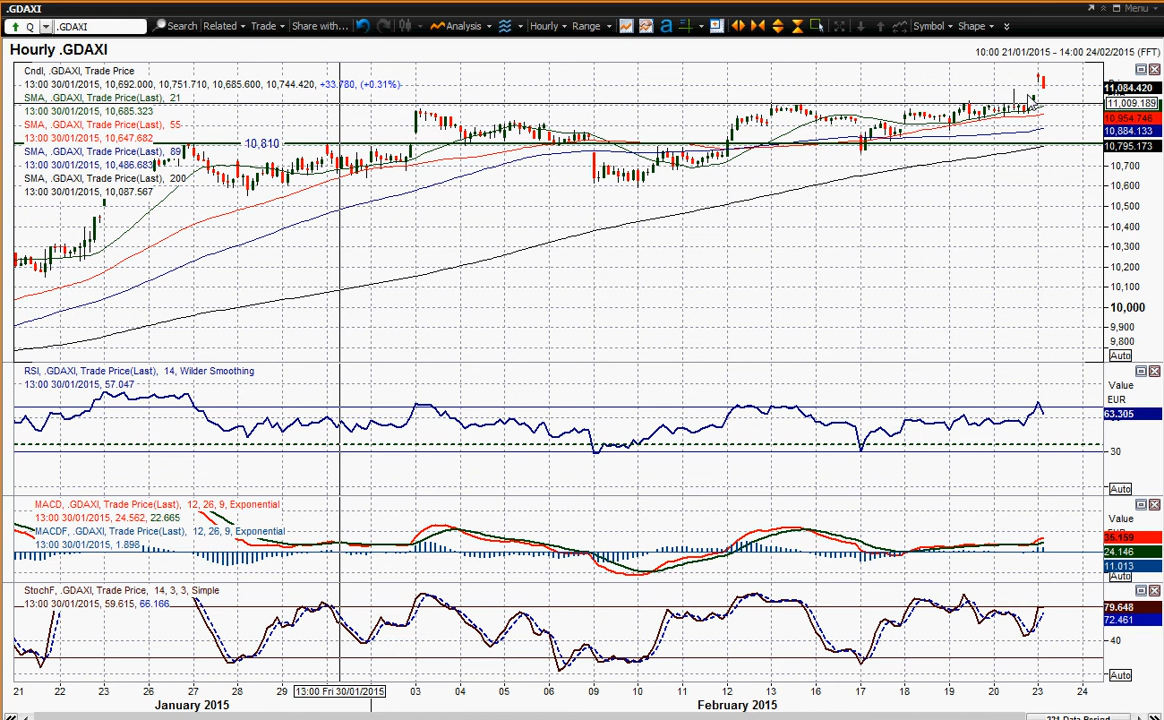 .GDAXI
Menu
Q .GDAXI Search Related Trade Share with... Analysis Hourly Range a Symbol Shape
Hourly .GDAXI
10:00 21/01/2015 - 14:00 24/02/2015 (FFT)
Cndl, .GDAXI, Trade Price
13:00 30/01/2015, 10,692.000, 10,751.710, 10,685.600, 10,744.420, +33.780, (+0.31%)
SMA, .GDAXI, Trade Price(Last), 21
13:00 30/01/2015, 10,685.323
SMA, .GDAXI, Trade Price(Last), 55
13:00 30/01/2015, 10,647.682
SMA, .GDAXI, Trade Price(Last), 89
13:00 30/01/2015, 10,486.683
SMA, .GDAXI, Trade Price(Last), 200
13:00 30/01/2015, 10,087.567
10,810
11,084.420
11,009.189
10,954.746
10,884.133
10,795.173
10,700
10,600
10,500
10,400
10,300
10,200
10,100
10,000
9,900
9,800
Auto
RSI, .GDAXI, Trade Price(Last), 14, Wilder Smoothing
13:00 30/01/2015, 57.047
Value
EUR
63.305
30
Auto
MACD, .GDAXI, Trade Price(Last), 12, 26, 9, Exponential
13:00 30/01/2015, 24.562, 22.665
MACDF, .GDAXI, Trade Price(Last), 12, 26, 9, Exponential
13:00 30/01/2015, 1.898
Value
35.159
24.146
11.013
Auto
StochF, .GDAXI, Trade Price, 14, 3, 3, Simple
13:00 30/01/2015, 59.615, 66.166
79.648
72.461
40
Auto
21 22 23 26 27 28 29 13:00 Fri 30/01/2015 03 04 05 06 09 10 11 12 13 16 17 18 19 20 23 24
January 2015 February 2015
221 Data Period